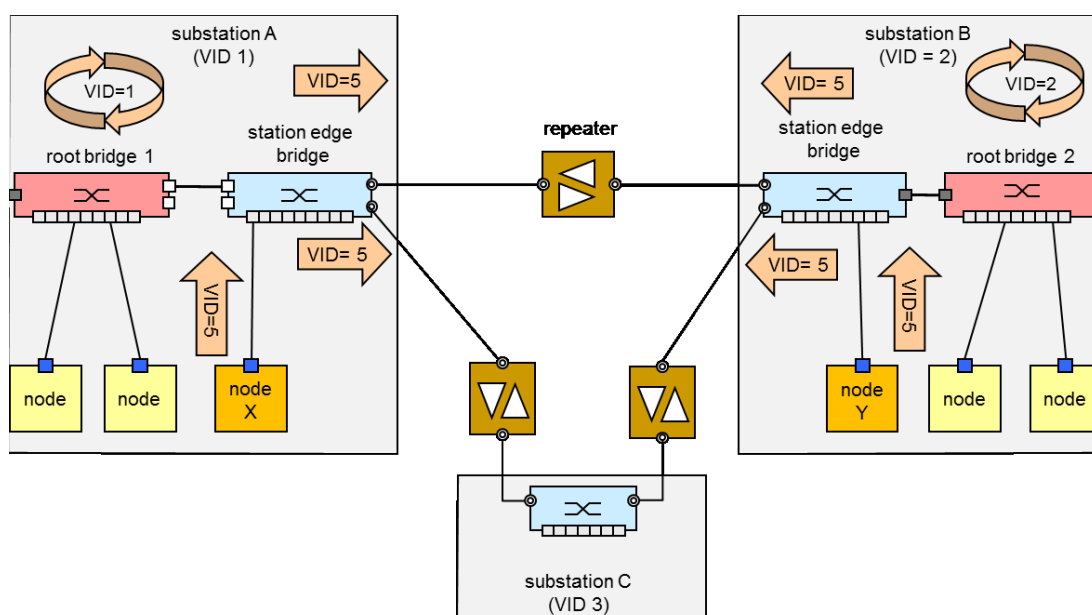 substation A
(VID 1)
VID=1
VID=5
root bridge 1
station edge
bridge
VID= 5
VID=5
node
node
node
X
repeater
substation B
(VID = 2)
VID= 5
VID=2
station edge
bridge
root bridge 2
VID= 5
VID=5
node
Y
node
node
substation C
(VID 3)